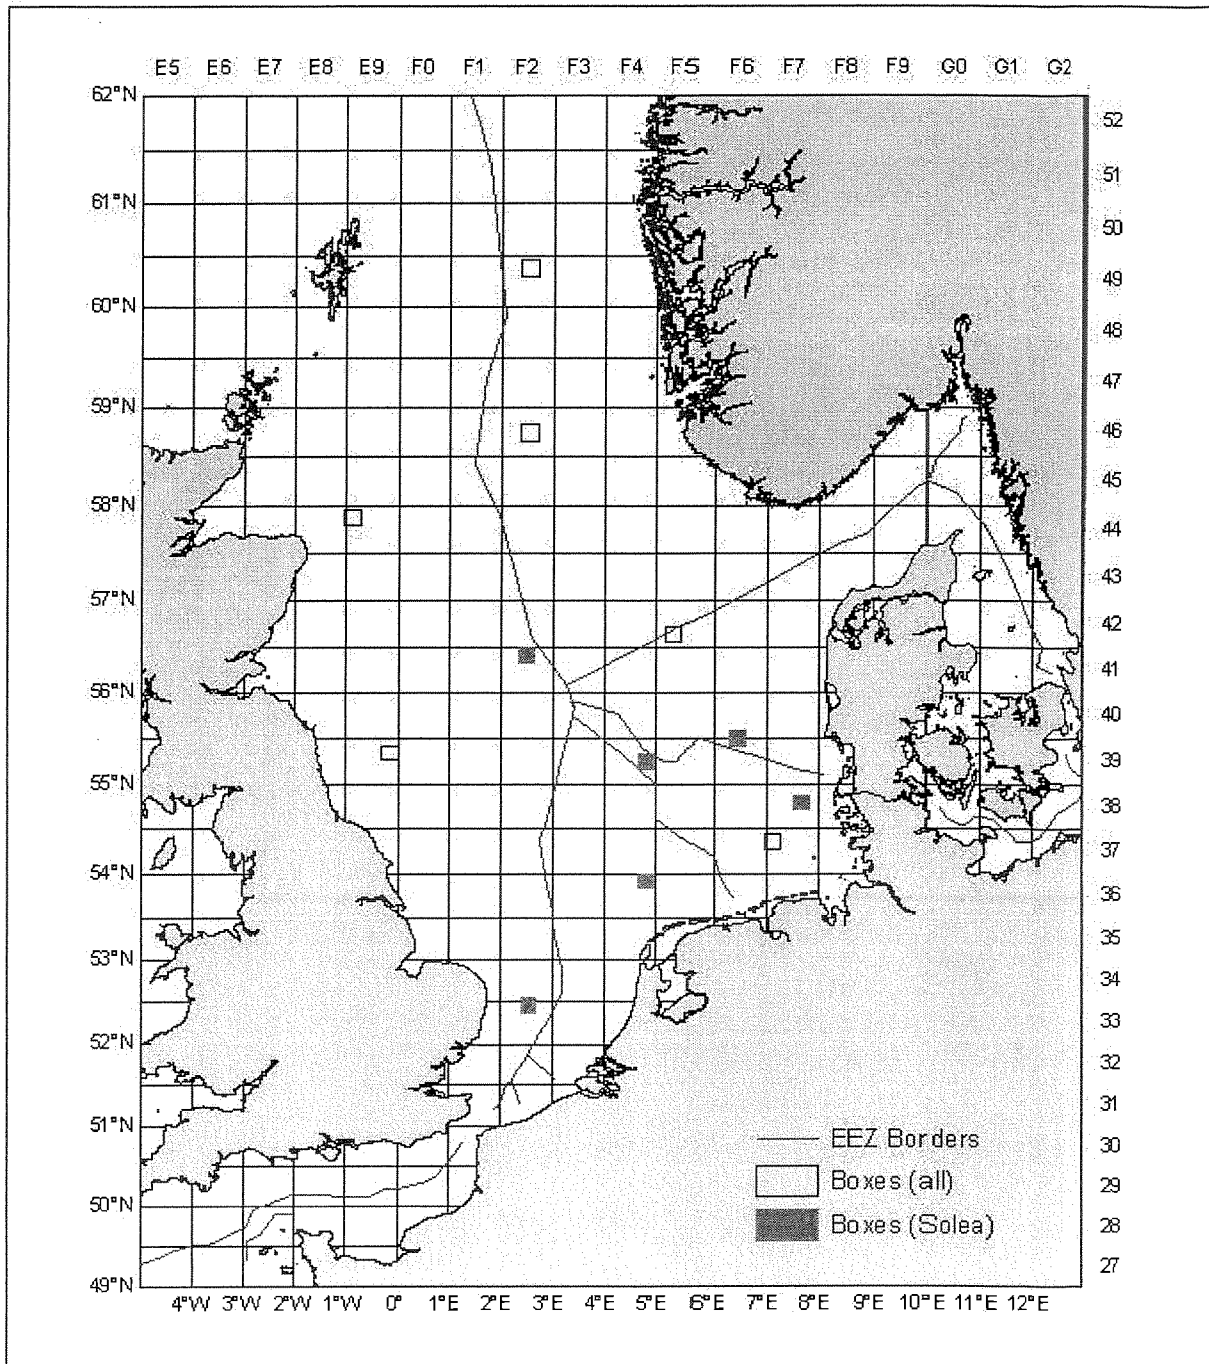 E5 E6 E7 E8 E9 F0 F1 F2 F3 F4 F5 F6 F7 F8 F9 G0 G1 G2
62°N
52
51
61°N
50
49
60°N
48
47
59°N
46
45
58°N
44
43
57°N
42
41
56°N
40
39
55°N
38
37
54°N
36
35
53°N
34
33
52°N
32
31
51°N
EEZ Borders
30
Boxes (all)
29
50°N
Boxes (Solea)
28
27
49°N
4°W 3°W 2°W 1°W 0° 1°E 2°E 3°E 4°E 5°E 6°E 7°E 8°E 9°E 10°E 11°E 12°E